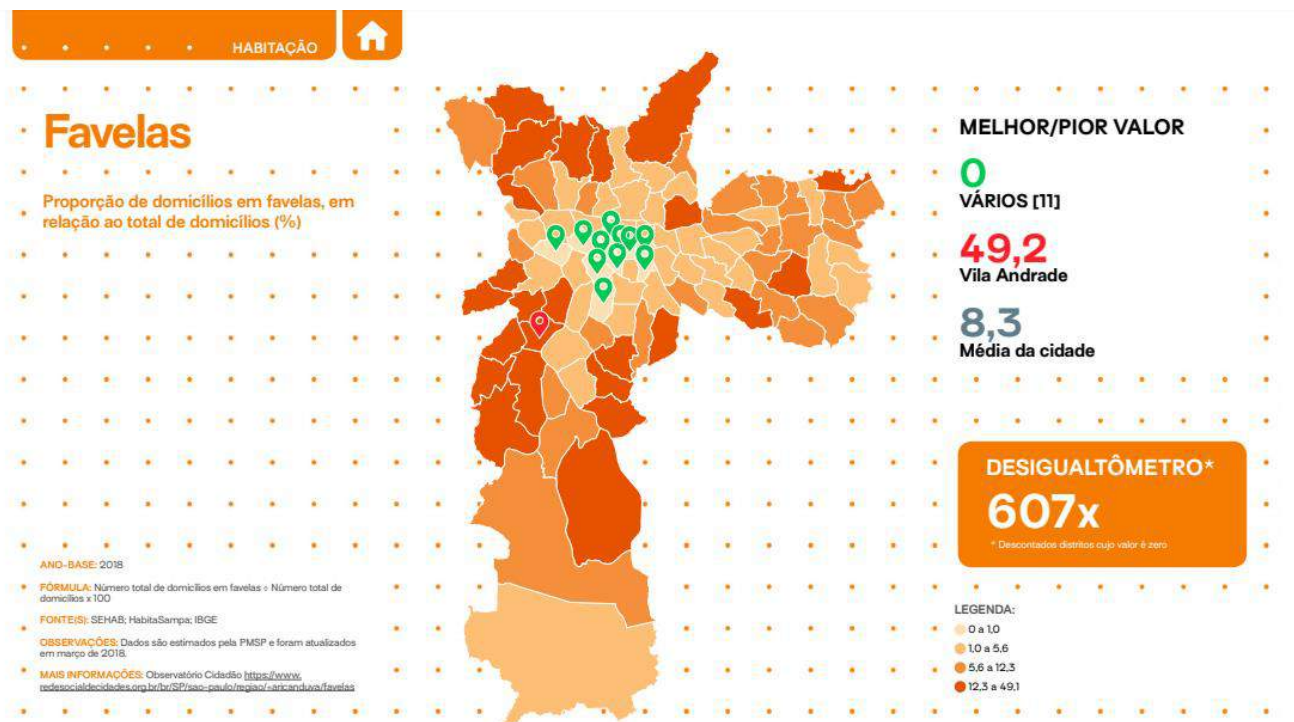 HABITAÇÃO
Favelas
Proporção de domicílios em favelas, em
relação ao total de domicílios (%)
ANO-BASE: 2018
FÓRMULA: Número total de domicílios em favelas ÷ Número total de
domicílios x 100
FONTE(S): SEHAB; HabitaSampa; IBGE
OBSERVAÇÕES: Dados são estimados pela PMSP e foram atualizados
em março de 2018.
MAIS INFORMAÇÕES: Observatório Cidadão https://www.
redesocialdecidades.org.br/br/SP/sao-paulo/regiao/+aricanduva/favelas
MELHOR/PIOR VALOR
0
VÁRIOS [11]
49,2
Vila Andrade
8,3
Média da cidade
DESIGUALTÔMETRO*
607x
* Descontados distritos cujo valor é zero
LEGENDA:
0 a 1,0
1,0 a 5,6
5,6 a 12,3
12,3 a 49,1